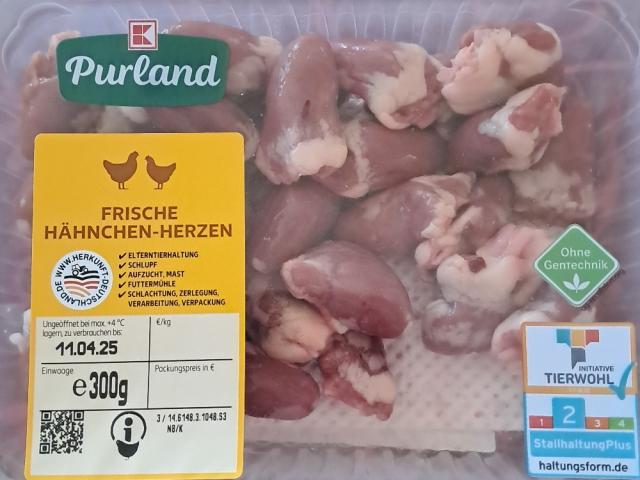 K
Purland
FRISCHE
HÄHNCHEN-HERZEN
WWW.HERKUNFT-DEUTSCHLAND.DE
✓ ELTERNTIERHALTUNG
✓ SCHLUPF
✓ AUFZUCHT, MAST
✓ FUTTERMÜHLE
✓ SCHLACHTUNG, ZERLEGUNG,
VERARBEITUNG, VERPACKUNG
Ungeöffnet bei max. +4 °C
lagern, zu verbrauchen bis:
11.04.25
€/kg
Einwaage
e 300g
Packungspreis in €
3 / 14.6148.3.1048.S3
NB/K
i
Ohne
Gentechnik
INITIATIVE
TIERWOHL
1 2 3 4
StallhaltungPlus
haltungsform.de